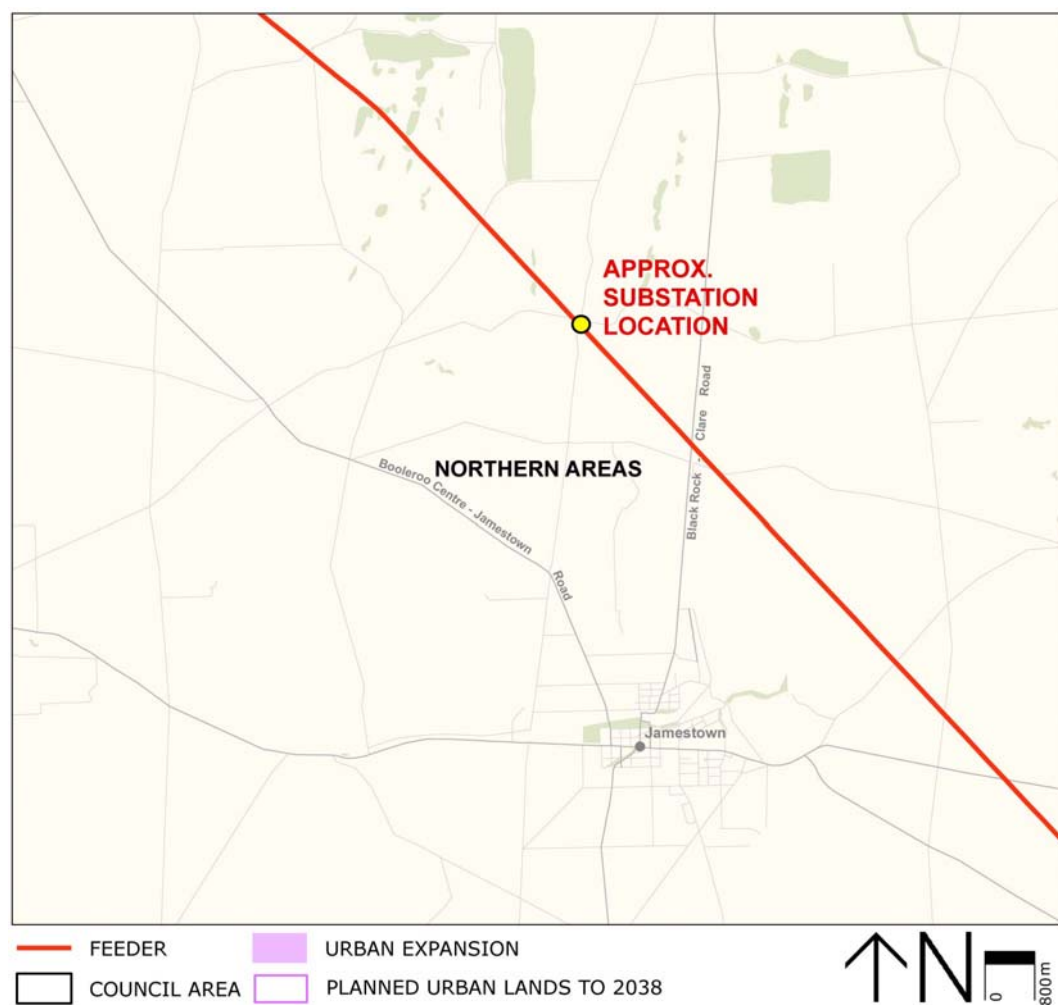 APPROX.
SUBSTATION
LOCATION
Black Rock - Clare Road
NORTHERN AREAS
Booleroo Centre - Jamestown Road
Jamestown
FEEDER
URBAN EXPANSION
COUNCIL AREA
PLANNED URBAN LANDS TO 2038
N
0
800m